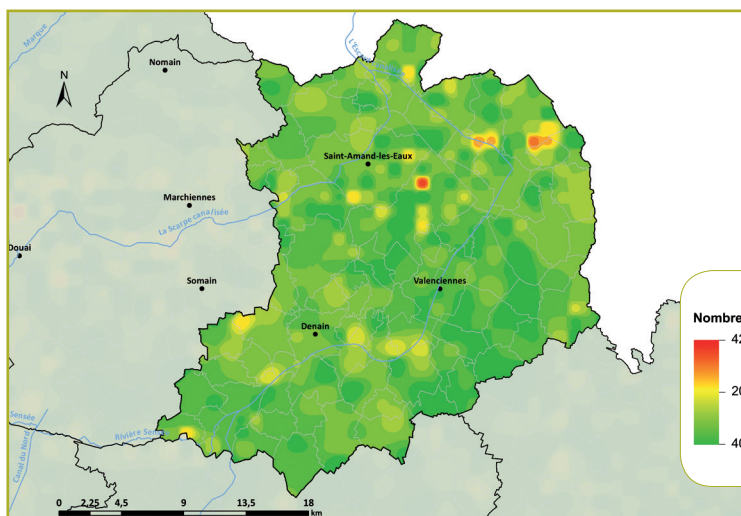 Marque
Nomain
N
L'Escaut
Saint-Amand-les-Eaux
Marchiennes
La Scarpe canalisée
Douai
Somain
Valenciennes
Denain
Nombre
42
20
40
Sensée
Canal du Nord
Rivière Sensée
0 2,25 4,5 9 13,5 18
km